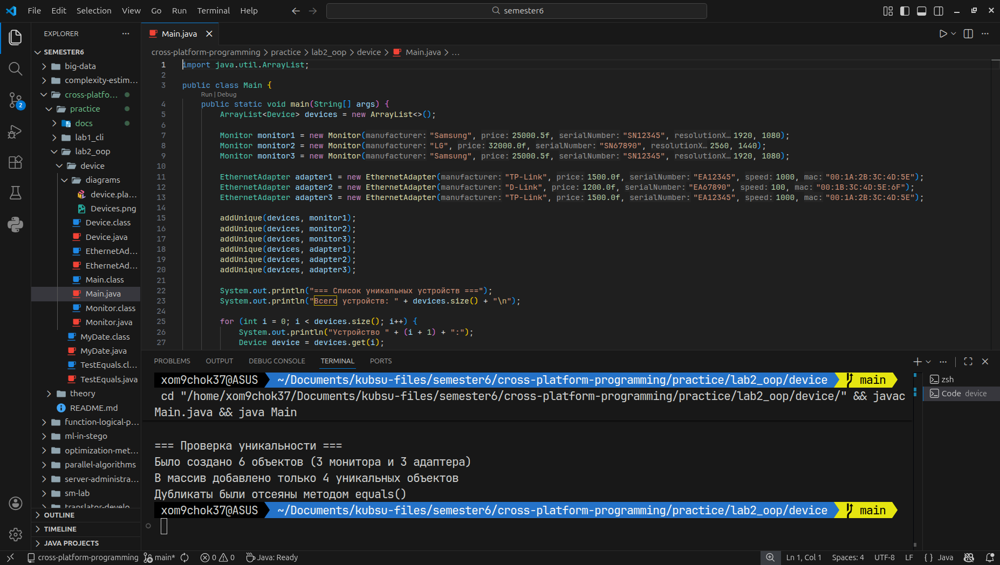 File Edit Selection View Go Run Terminal Help
semester6
EXPLORER
SEMESTER6
big-data
complexity-estim...
cross-platfo...
practice
docs
lab1_cli
lab2_oop
device
diagrams
device.pla...
Devices.png
Device.class
Device.java
EthernetAd...
EthernetAd...
Main.class
Main.java
Monitor.class
Monitor.java
MyDate.class
MyDate.java
TestEquals.cl...
TestEquals.java
theory
README.md
function-logical-p...
ml-in-stego
optimization-met...
parallel-algorithms
server-administra...
sm-lab
translator-develo
OUTLINE
TIMELINE
JAVA PROJECTS
2
Main.java
cross-platform-programming > practice > lab2_oop > device > Main.java > ...
1 import java.util.ArrayList;
2
3 public class Main {
Run | Debug
4 public static void main(String[] args) {
5 ArrayList<Device> devices = new ArrayList<>();
6
7 Monitor monitor1 = new Monitor(manufacturer: "Samsung", price: 25000.5f, serialNumber: "SN12345", resolutionX… 1920, 1080);
8 Monitor monitor2 = new Monitor(manufacturer: "LG", price: 32000.0f, serialNumber: "SN67890", resolutionX… 2560, 1440);
9 Monitor monitor3 = new Monitor(manufacturer: "Samsung", price: 25000.5f, serialNumber: "SN12345", resolutionX… 1920, 1080);
10
11 EthernetAdapter adapter1 = new EthernetAdapter(manufacturer: "TP-Link", price: 1500.0f, serialNumber: "EA12345", speed: 1000, mac: "00:1A:2B:3C:4D:5E");
12 EthernetAdapter adapter2 = new EthernetAdapter(manufacturer: "D-Link", price: 1200.0f, serialNumber: "EA67890", speed: 100, mac: "00:1B:3C:4D:5E:6F");
13 EthernetAdapter adapter3 = new EthernetAdapter(manufacturer: "TP-Link", price: 1500.0f, serialNumber: "EA12345", speed: 1000, mac: "00:1A:2B:3C:4D:5E");
14
15 addUnique(devices, monitor1);
16 addUnique(devices, monitor2);
17 addUnique(devices, monitor3);
18 addUnique(devices, adapter1);
19 addUnique(devices, adapter2);
20 addUnique(devices, adapter3);
21
22 System.out.println("=== Список уникальных устройств ===");
23 System.out.println("Всего устройств: " + devices.size() + "\n");
24
25 for (int i = 0; i < devices.size(); i++) {
26 System.out.println("Устройство " + (i + 1) + ":");
27 Device device = devices.get(i);
PROBLEMS OUTPUT DEBUG CONSOLE TERMINAL PORTS
xom9chok37@ASUS ~/Documents/kubsu-files/semester6/cross-platform-programming/practice/lab2_oop/device main
cd "/home/xom9chok37/Documents/kubsu-files/semester6/cross-platform-programming/practice/lab2_oop/device/" && javac
Main.java && java Main
=== Проверка уникальности ===
Было создано 6 объектов (3 монитора и 3 адаптера)
В массив добавлено только 4 уникальных объектов
Дубликаты были отсеяны методом equals()
xom9chok37@ASUS ~/Documents/kubsu-files/semester6/cross-platform-programming/practice/lab2_oop/device main
zsh
Code device
cross-platform-programming main* 0 0 Java: Ready
Ln 1, Col 1 Spaces: 4 UTF-8 LF { } Java